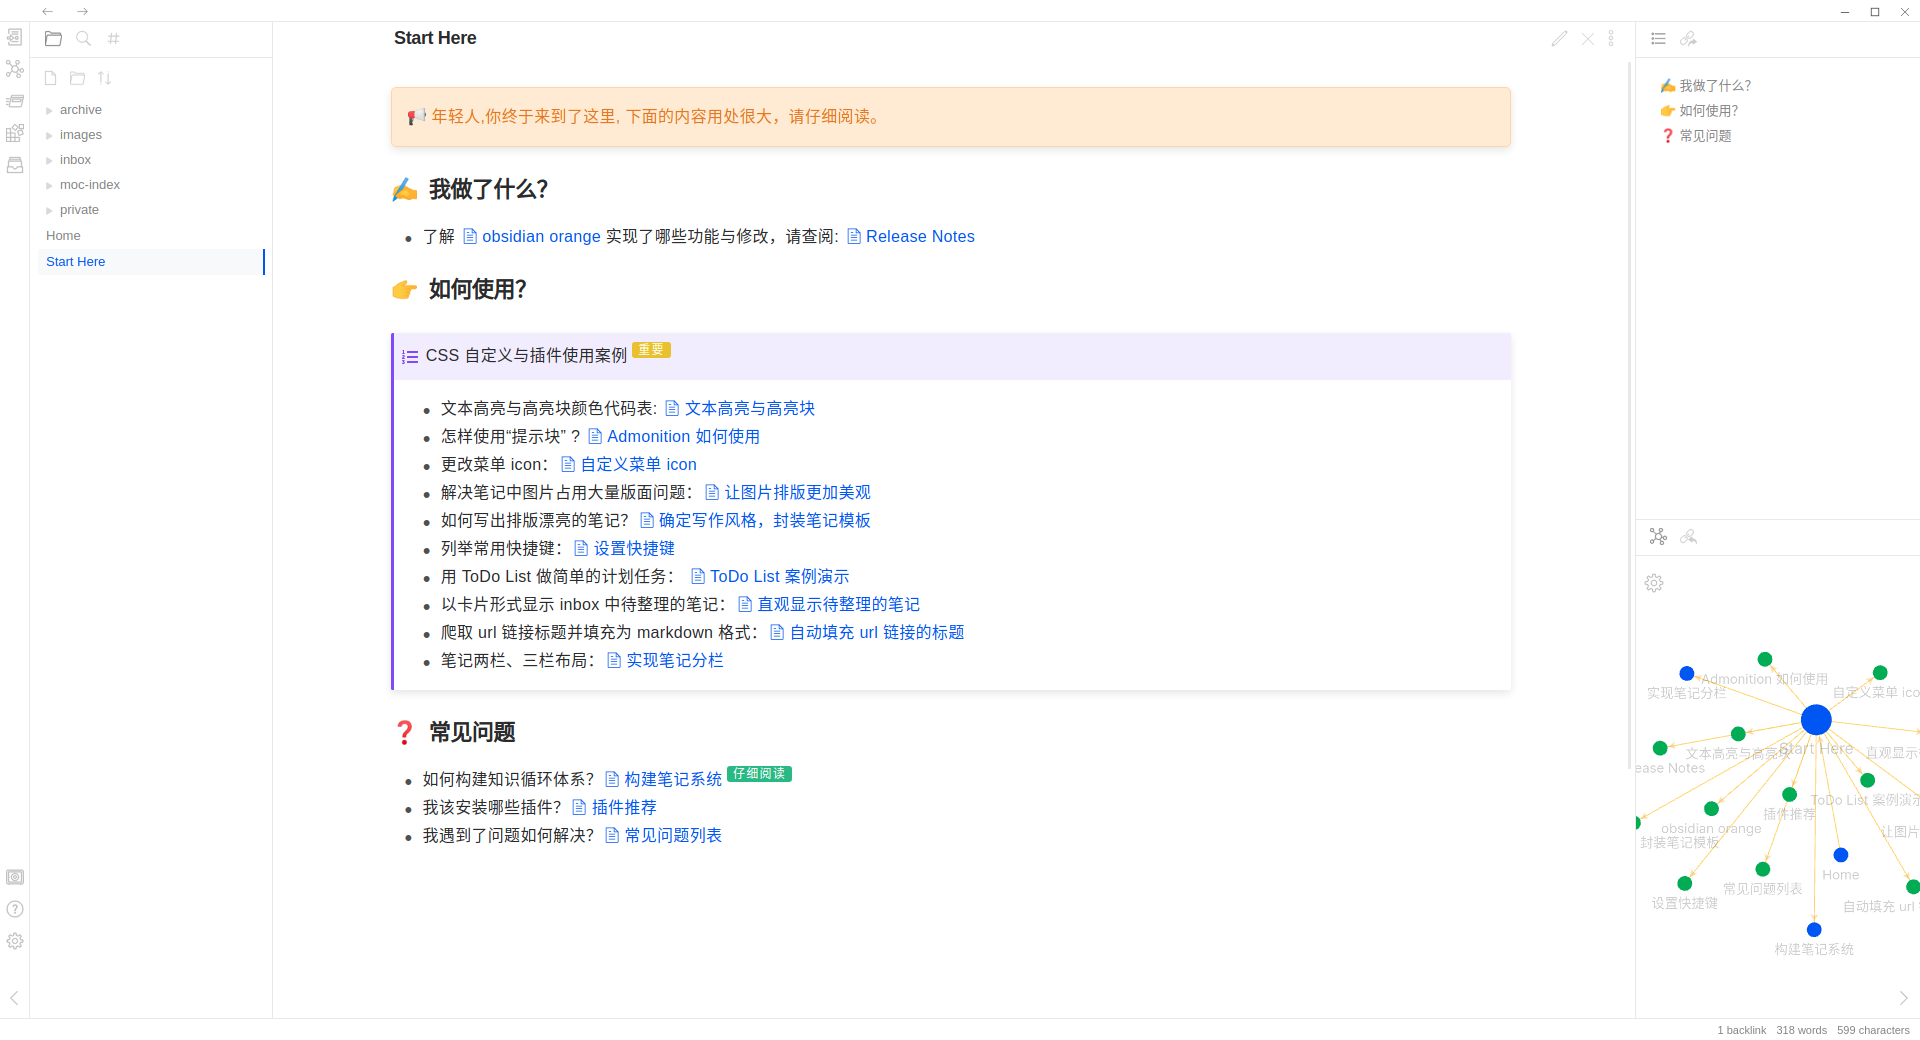 Start Here
archive
images
inbox
moc-index
private
Home
Start Here
年轻人,你终于来到了这里, 下面的内容用处很大，请仔细阅读。
我做了什么？
了解 obsidian orange 实现了哪些功能与修改，请查阅: Release Notes
如何使用？
CSS 自定义与插件使用案例 重要
文本高亮与高亮块颜色代码表: 文本高亮与高亮块
怎样使用“提示块” ? Admonition 如何使用
更改菜单 icon： 自定义菜单 icon
解决笔记中图片占用大量版面问题： 让图片排版更加美观
如何写出排版漂亮的笔记？ 确定写作风格，封装笔记模板
列举常用快捷键： 设置快捷键
用 ToDo List 做简单的计划任务： ToDo List 案例演示
以卡片形式显示 inbox 中待整理的笔记： 直观显示待整理的笔记
爬取 url 链接标题并填充为 markdown 格式： 自动填充 url 链接的标题
笔记两栏、三栏布局： 实现笔记分栏
常见问题
如何构建知识循环体系？ 构建笔记系统 仔细阅读
我该安装哪些插件？ 插件推荐
我遇到了问题如何解决？ 常见问题列表
我做了什么？
如何使用？
常见问题
Admonition 如何使用
实现笔记分栏
自定义菜单 ico
Start Here
文本高亮与高亮块
直观显示
ease Notes
ToDo List 案例演示
插件推荐
obsidian orange
让图片
封装笔记模板
Home
常见问题列表
设置快捷键
自动填充 url
构建笔记系统
1 backlink 318 words 599 characters